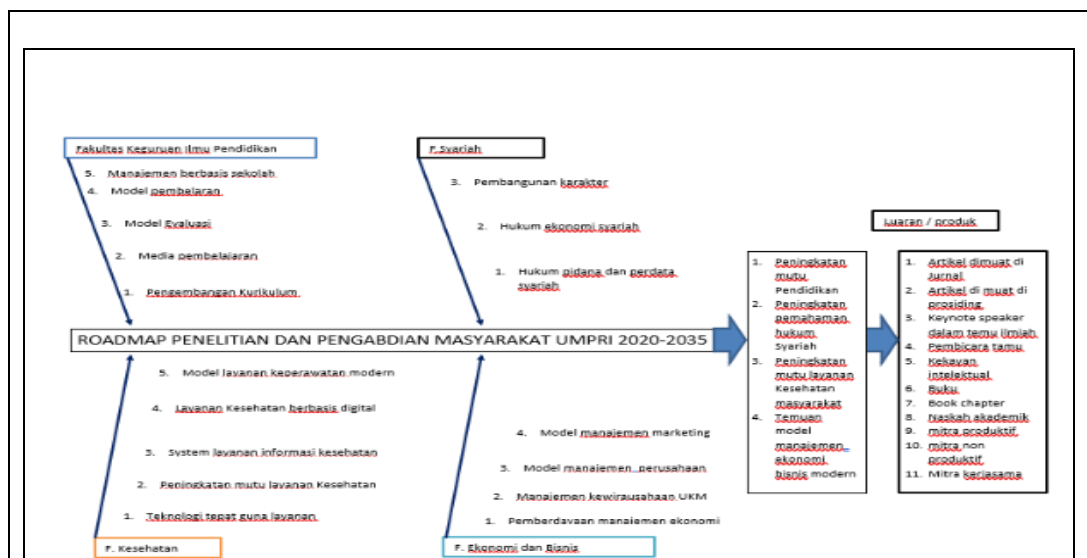 Fakultas Keguruan Ilmu Pendidikan
5. Manajemen berbasis sekolah
4. Model pembelaran
3. Model Evaluasi
2. Media pembelajaran
1. Pengembangan Kurikulum
F.Syariah
3. Pembangunan karakter
2. Hukum ekonomi syariah
1. Hukum pidana dan perdata
syariah
ROADMAP PENELITIAN DAN PENGABDIAN MASYARAKAT UMPRI 2020-2035
5. Model layanan keperawatan modern
4. Layanan Kesehatan berbasis digital
3. System layanan informasi kesehatan
2. Peningkatan mutu layanan Kesehatan
1. Teknologi tepat guna layanan
F. Kesehatan
4. Model manajemen marketing
3. Model manajemen perusahaan
2. Manajemen kewirausahaan UKM
1. Pemberdayaan manajemen ekonomi
F. Ekonomi dan Bisnis
1. Peningkatan
mutu
Pendidikan
2. Peningkatan
pemahaman
hukum
Syariah
3. Peningkatan
mutu layanan
Kesehatan
masyarakat
4. Temuan
model
manajemen
ekonomi
bisnis modern
Luaran / produk
1. Artikel dimuat di
Jurnal
2. Artikel di muat di
prosiding
3. Keynote speaker
dalam temu ilmiah
4. Pembicara tamu
5. Kekayan
intelektual
6. Buku
7. Book chapter
8. Naskah akademik
9. mitra produktif
10. mitra non
produktif
11. Mitra kerjasama